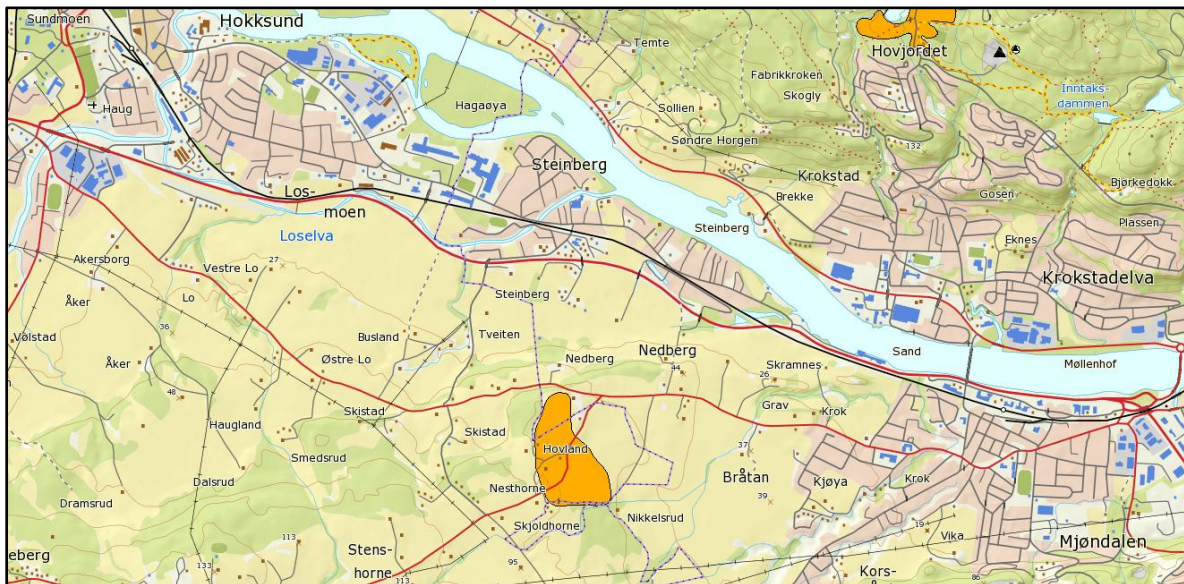 Sundmoen
Hokksund
Hovjordet
Temte
Fabrikkroken
Skogly
Inntaks-
dammen
Haug
Hagaøya
Sollien
Søndre Horgen
132
Steinberg
Krokstad
Bjørkedokk
Los-
moen
Brekke
Gosen
Plassen
Loselva
Steinberg
Eknes
Akersborg
Vestre Lo
27
Krokstadelva
Åker
Lo
Steinberg
36
Vølstad
Busland
Tveiten
Sand
Åker
Østre Lo
Nedberg
Nedberg
Skramnes
Møllenhof
44
26
48
Skistad
Grav
Krok
Haugland
Skistad
Hovland
37
Smedsrud
Bråtan
Krok
Dalsrud
Nesthorne
Kjøya
39
Dramsrud
Skjoldhorne
Nikkelsrud
19
Vika
Mjøndalen
113
Stens-
horne
eberg
133
95
Kors-
113
86